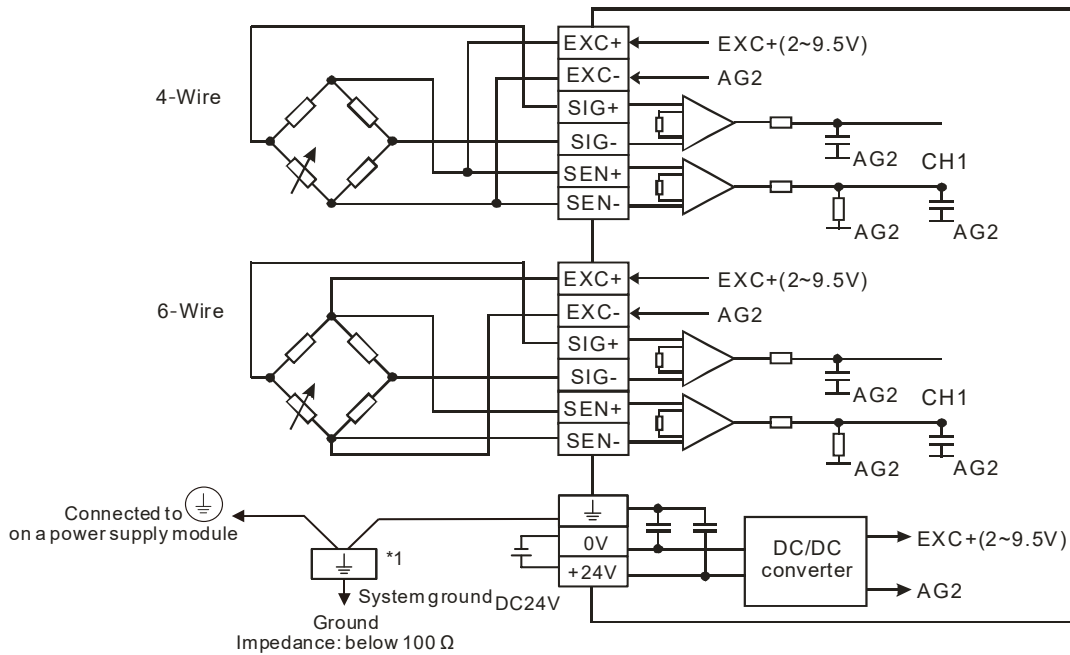 4-Wire
EXC+
EXC-
SIG+
SIG-
SEN+
SEN-
EXC+(2~9.5V)
AG2
AG2
CH1
AG2
AG2
6-Wire
EXC+
EXC-
SIG+
SIG-
SEN+
SEN-
EXC+(2~9.5V)
AG2
AG2
CH1
AG2
AG2
Connected to
on a power supply module
*1
System ground
Ground
Impedance: below 100 Ω
DC24V
0V
+24V
DC/DC
converter
EXC+(2~9.5V)
AG2